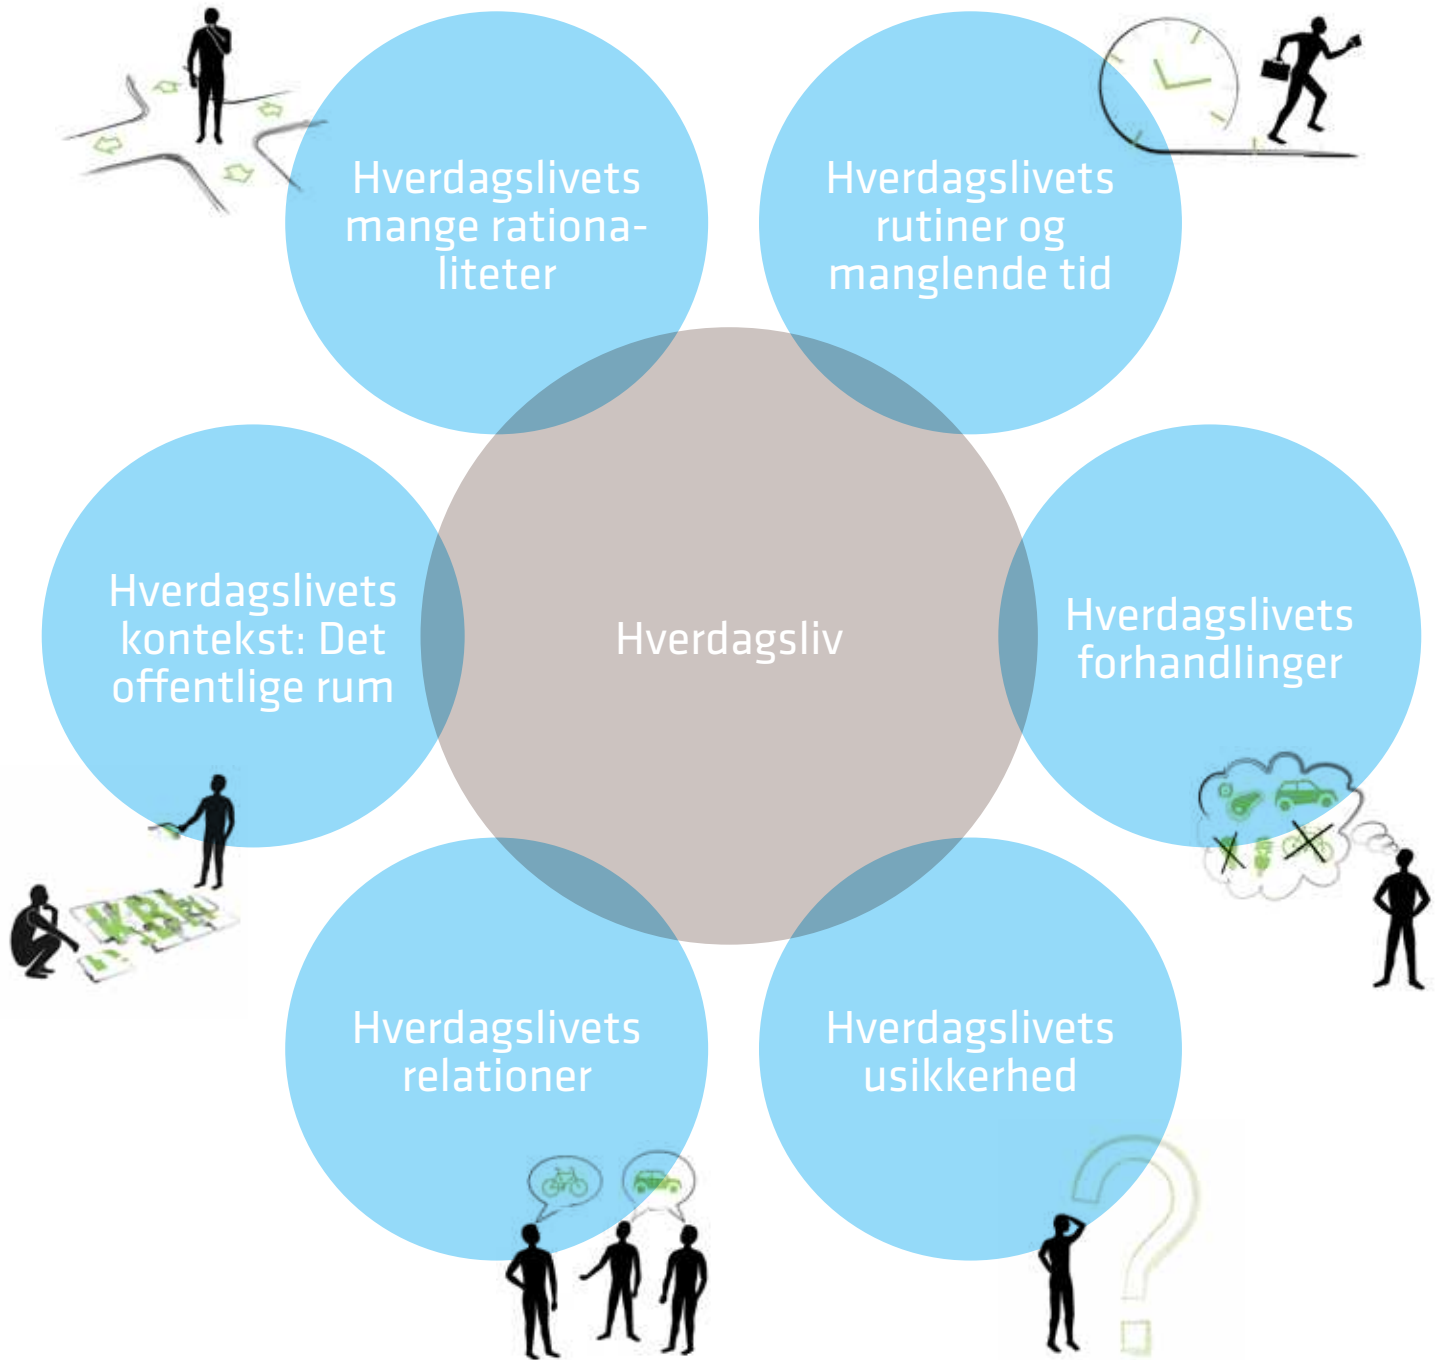 Hverdagslivets
mange rationa-
liteter
Hverdagslivets
rutiner og
manglende tid
Hverdagslivets
kontekst: Det
offentlige rum
Hverdagsliv
Hverdagslivets
forhandlinger
Hverdagslivets
relationer
Hverdagslivets
usikkerhed
?